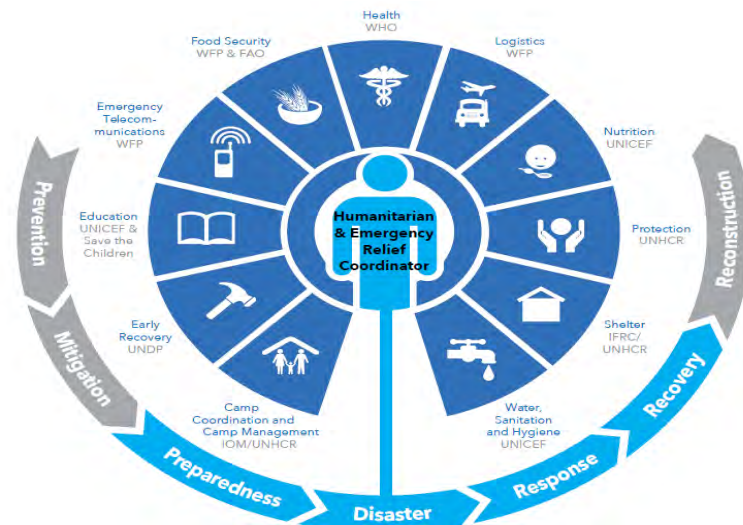 Health
WHO
Logistics
WFP
Nutrition
UNICEF
Protection
UNHCR
Shelter
IFRC/
UNHCR
Water,
Sanitation
and Hygiene
UNICEF
Camp
Coordination and
Camp Management
IOM/UNHCR
Early
Recovery
UNDP
Education
UNICEF &
Save the
Children
Emergency
Telecom-
munications
WFP
Food Security
WFP & FAO
Humanitarian
& Emergency
Relief
Coordinator
Prevention
Mitigation
Preparedness
Disaster
Response
Recovery
Reconstruction